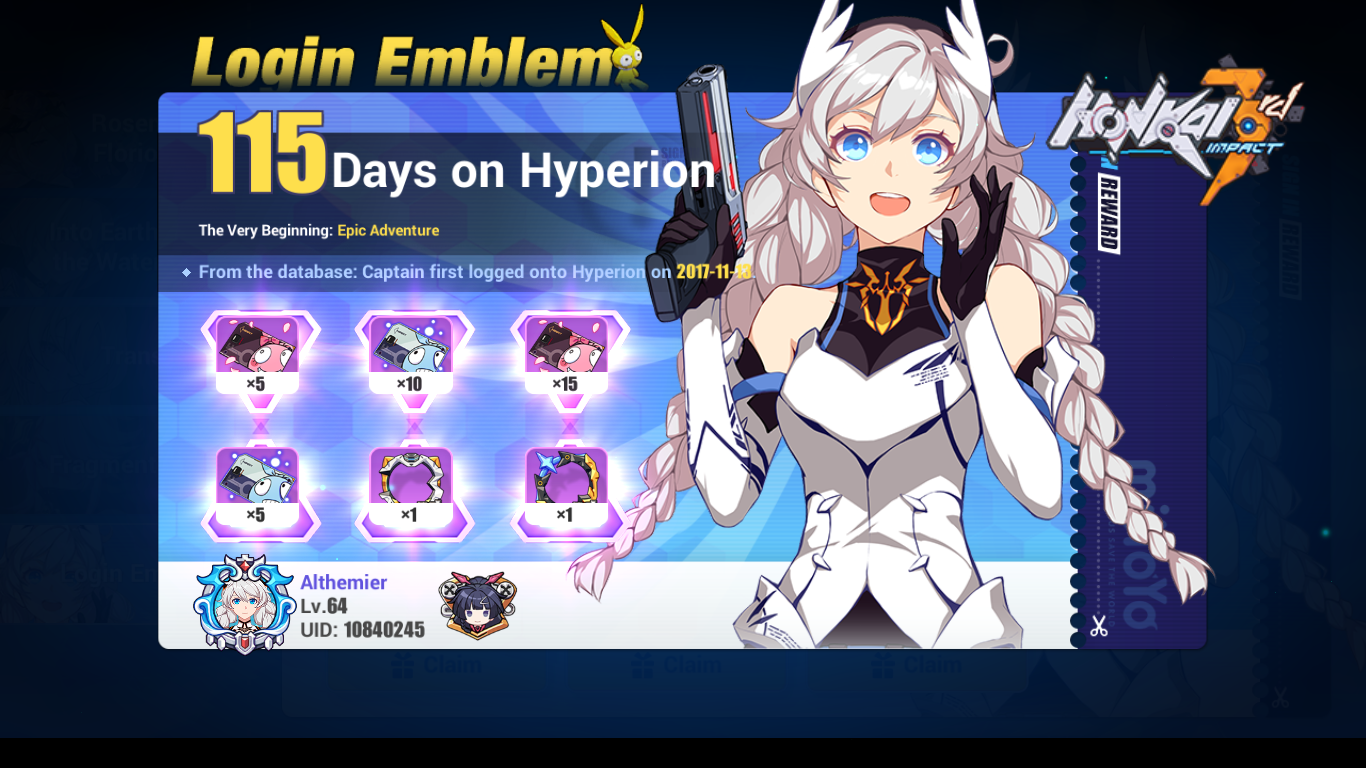 Login Emblem
HONKAI 3rd
IMPACT
115 Days on Hyperion
REWARD
The Very Beginning: Epic Adventure
From the database: Captain first logged onto Hyperion on 2017-11-13.
×5
×10
×15
×5
×1
×1
Althemier
Lv.64
UID: 10840245
Claim
Claim
Claim